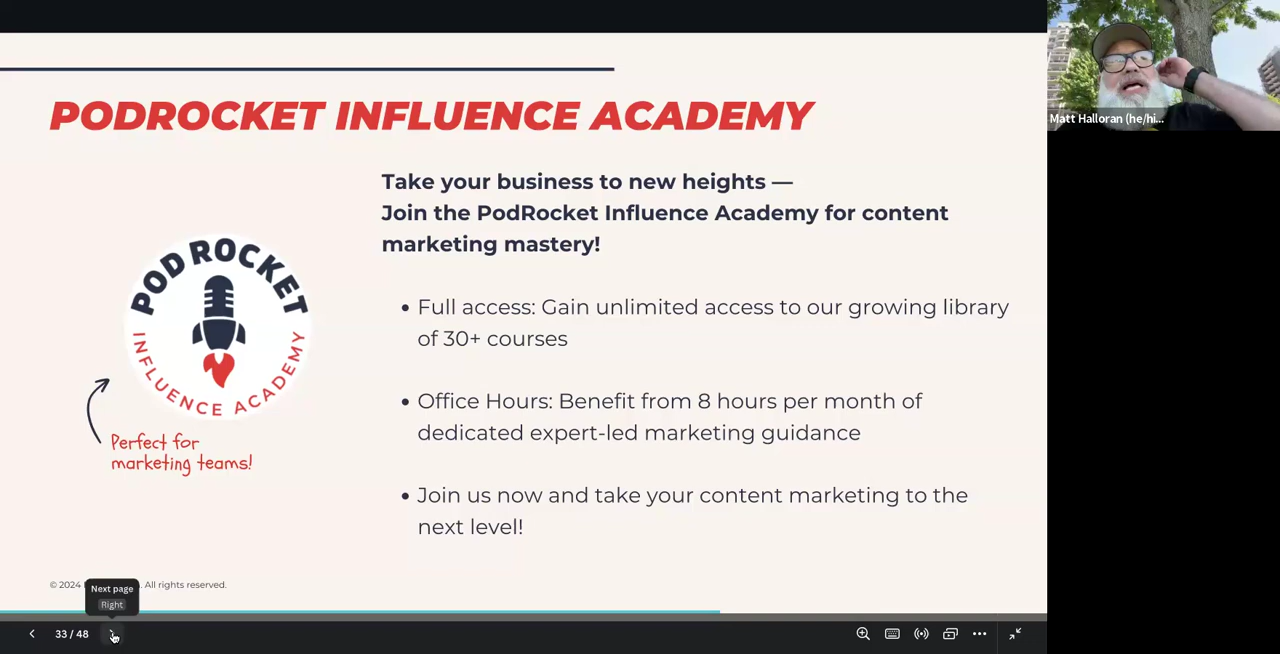 PODROCKET INFLUENCE ACADEMY
Take your business to new heights —
Join the PodRocket Influence Academy for content
marketing mastery!
PODROCKET
INFLUENCE ACADEMY
Perfect for
marketing teams!
• Full access: Gain unlimited access to our growing library
of 30+ courses
• Office Hours: Benefit from 8 hours per month of
dedicated expert-led marketing guidance
• Join us now and take your content marketing to the
next level!
© 2024
. All rights reserved.
Next page
Right
33 / 48
Matt Halloran (he/hi...